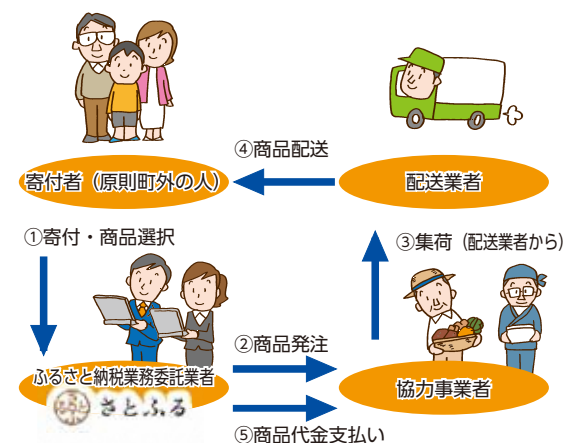 ④商品配送
寄付者（原則町外の人）
配送業者
①寄付・商品選択
③集荷（配送業者から）
②商品発注
ふるさと納税業務委託業者
協力事業者
さとふる
⑤商品代金支払い